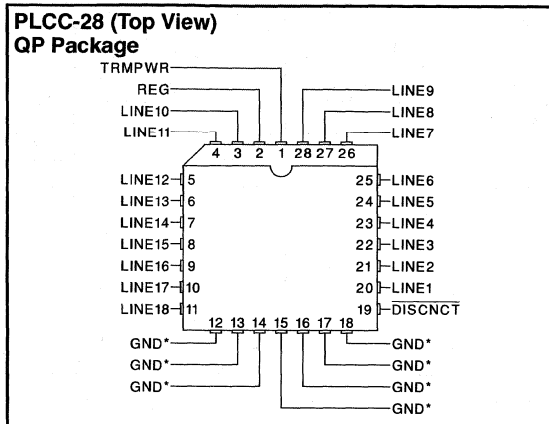 PLCC-28 (Top View)
QP Package
TRMPWR
REG LINE9
LINE10 LINE8
LINE11 LINE7
4 3 2 1 28 27 26
LINE12 5 25 LINE6
LINE13 6 24 LINE5
LINE14 7 23 LINE4
LINE15 8 22 LINE3
LINE16 9 21 LINE2
LINE17 10 20 LINE1
LINE18 11 19 DISCNCT
12 13 14 15 16 17 18
GND* GND*
GND* GND*
GND* GND*
GND*